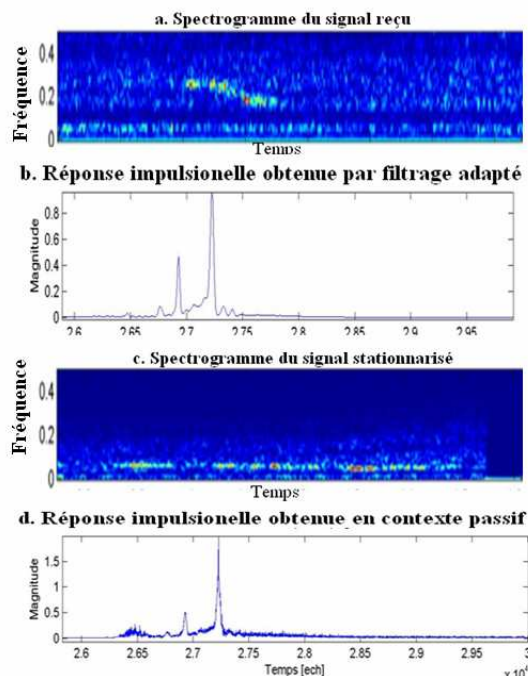 a. Spectrogramme du signal reçu
Fréquence
0.4
0.2
0
Temps
b. Réponse impulsionelle obtenue par filtrage adapté
Magnitude
0.8
0.6
0.4
0.2
0
2.6 2.65 2.7 2.75 2.8 2.85 2.9 2.95
c. Spectrogramme du signal stationnarisé
Fréquence
0.4
0.2
0
Temps
d. Réponse impulsionelle obtenue en contexte passif
Magnitude
1.5
1
0.5
0
2.6 2.65 2.7 2.75 2.8 2.85 2.9 2.95
Temps [ech]